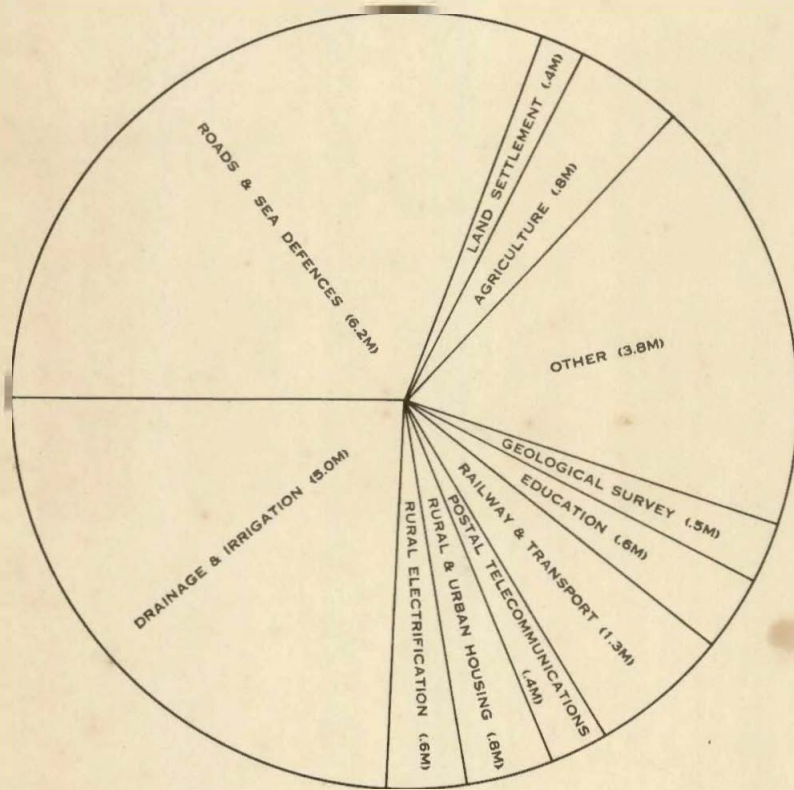 LAND SETTLEMENT (.4M)
AGRICULTURE (.8M)
OTHER (3.8M)
GEOLOGICAL SURVEY (.5M)
EDUCATION (.6M)
RAILWAY & TRANSPORT (1.3M)
POSTAL TELECOMMUNICATIONS
(.4M)
RURAL & URBAN HOUSING (.8M)
RURAL ELECTRIFICATION (.6M)
DRAINAGE & IRRIGATION (5.0M)
ROADS & SEA DEFENCES (6.2M)